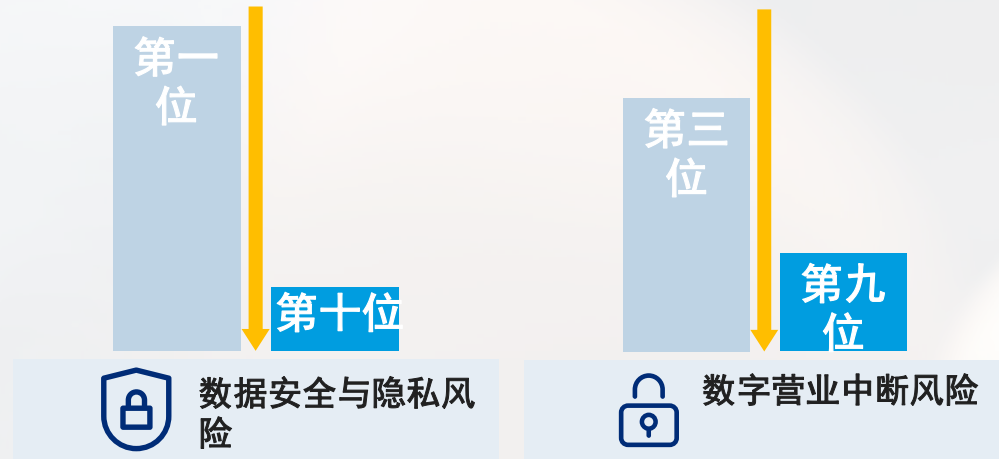 第一
位
第十位
数据安全与隐私风
险
第三
位
第九
位
数字营业中断风险